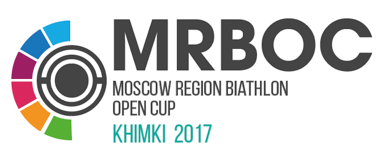 MRBOC
MOSCOW REGION BIATHLON
OPEN CUP
KHIMKI 2017